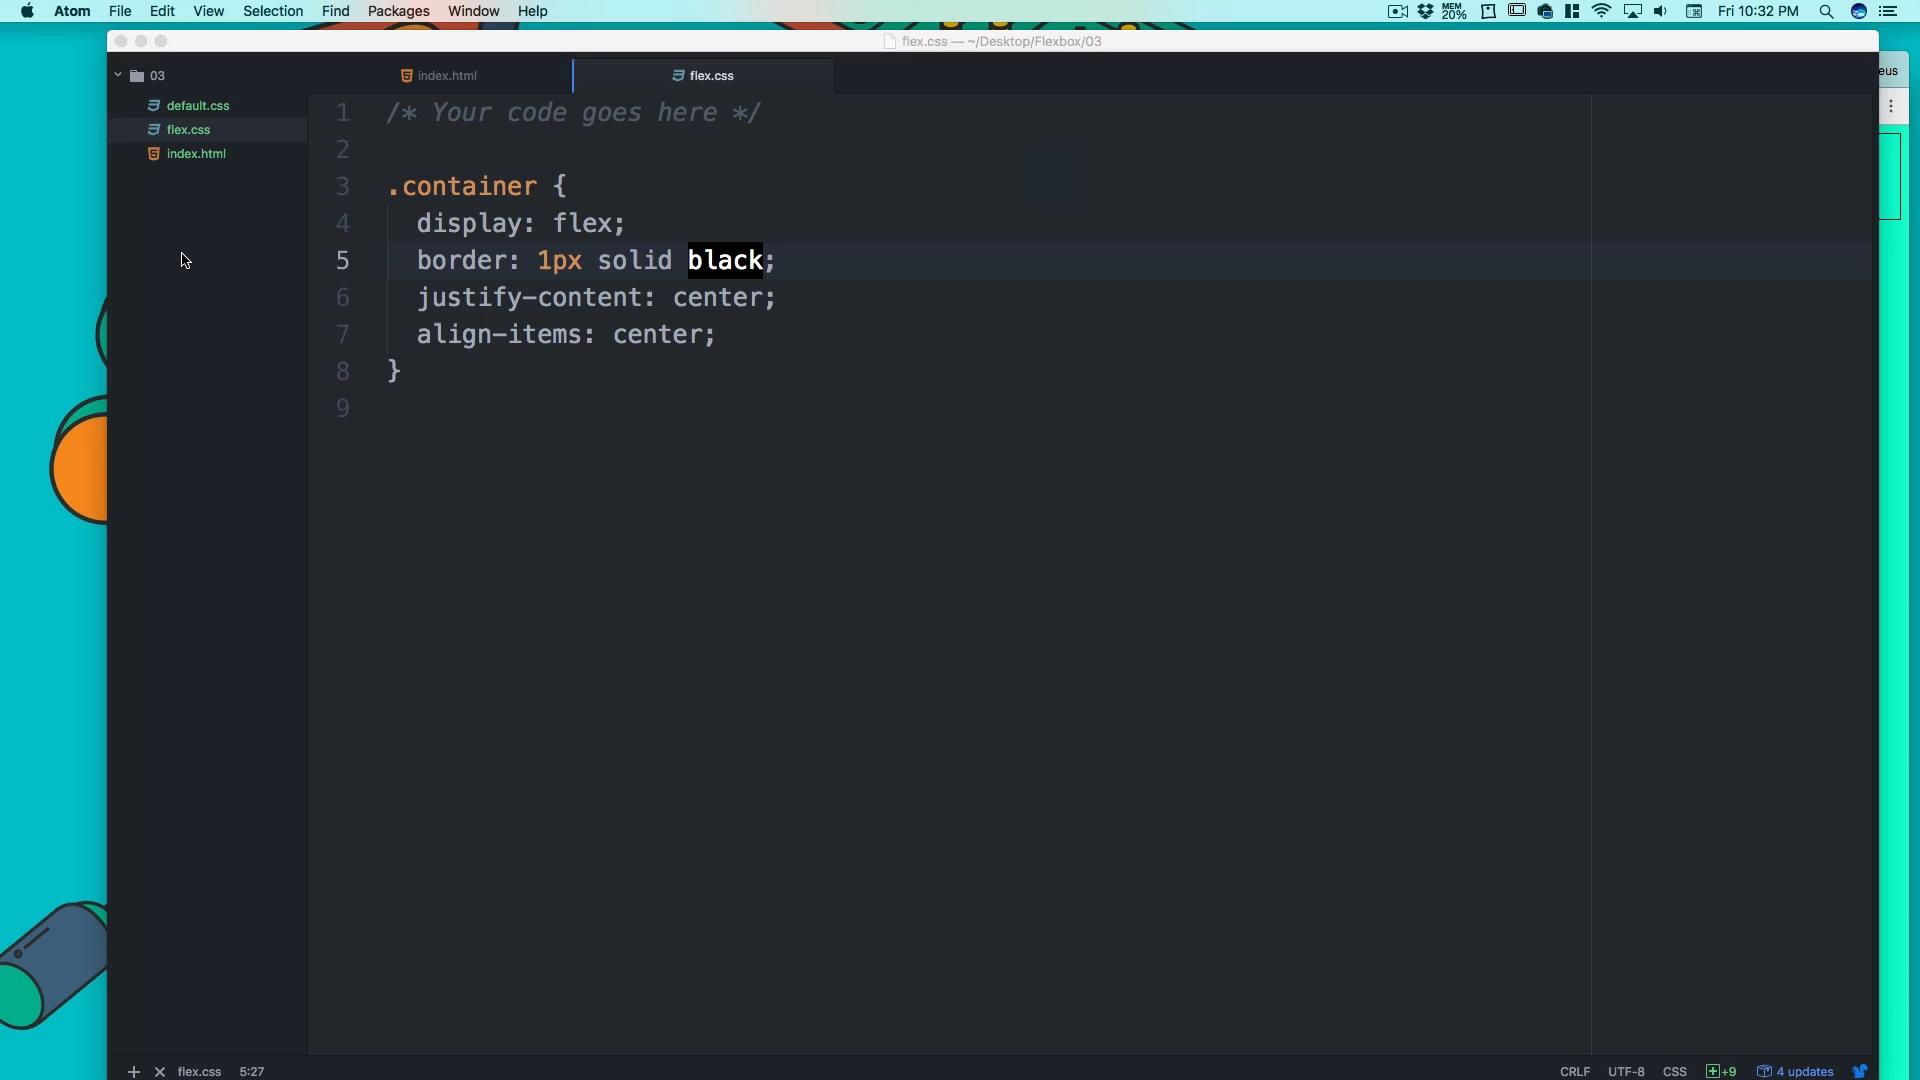 Atom File Edit View Selection Find Packages Window Help MEM 20% Fri 10:32 PM
flex.css — ~/Desktop/Flexbox/03
eus
03
index.html
flex.css
default.css
flex.css
index.html
1 /* Your code goes here */
2
3 .container {
4 display: flex;
5 border: 1px solid black;
6 justify-content: center;
7 align-items: center;
8 }
9
flex.css 5:27 CRLF UTF-8 CSS +9 4 updates